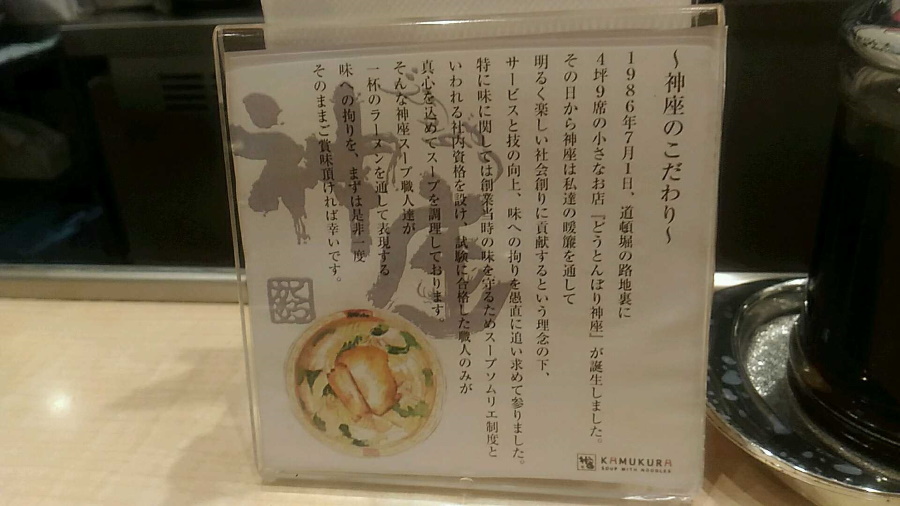 〜神座のこだわり〜
1986年7月1日、道頓堀の路地裏に
4坪9席の小さなお店『どうとんぼり神座』が誕生しました。
その日から神座は私達の暖簾を通して
明るく楽しい社会創りに貢献するという理念の下、
サービスと技の向上、味への拘りを愚直に追い求めて参りました。
特に味に関しては創業当時の味を守るためスープソムリエ制度と
いわれる社内資格を設け、試験に合格した職人のみが
真心を込めてスープを調理しております。
そんな神座スープ職人達が
一杯のラーメンを通して表現する
味への拘りを、まずは是非一度
そのままご賞味頂ければ幸いです。
神座
KAMUKURA
SOUP WITH NOODLES